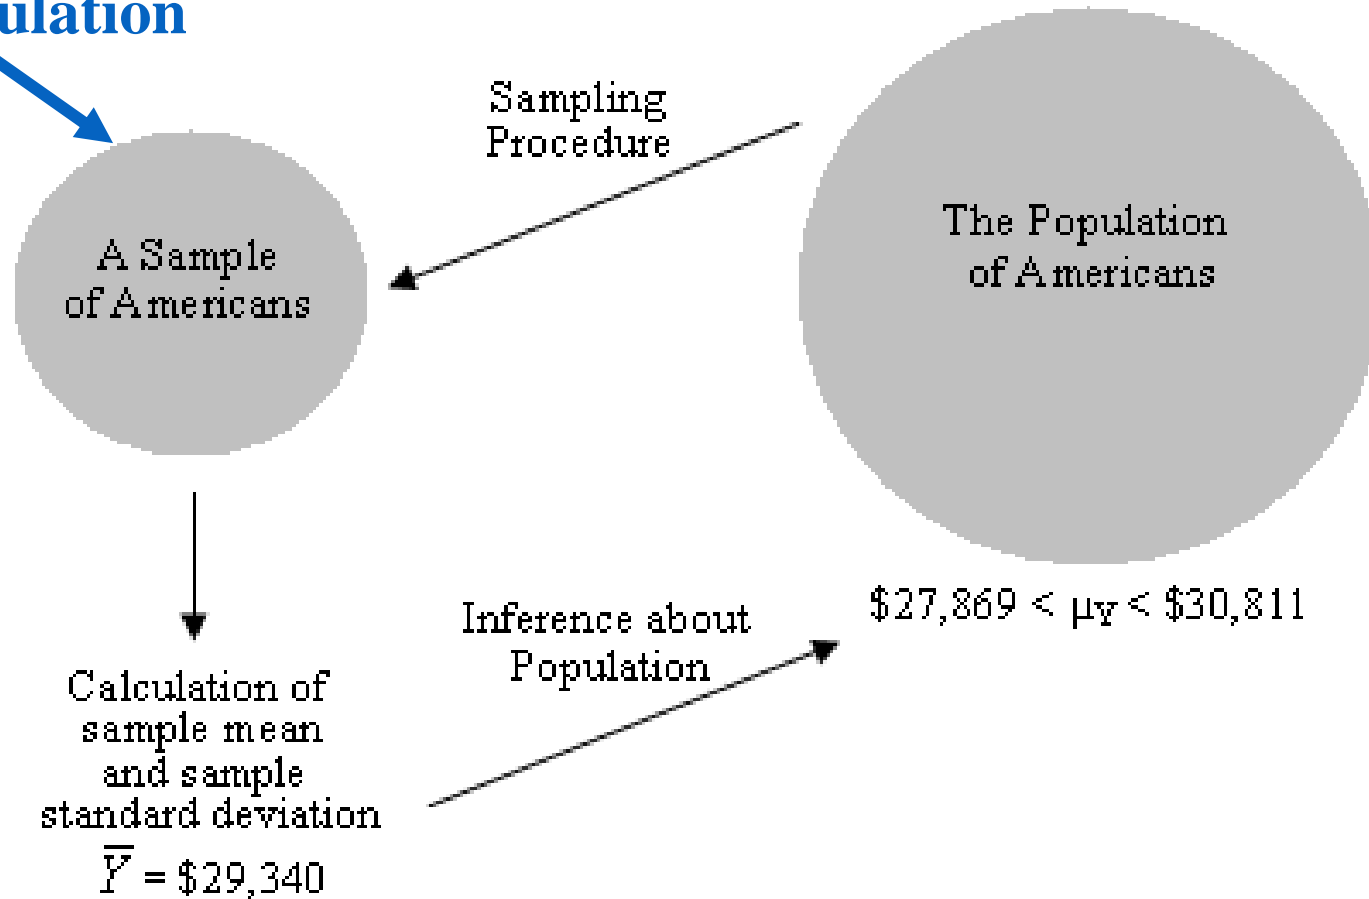 ulation
Sampling
Procedure
The Population
of Americans
A Sample
of Americans
$27,869 < μY < $30,811
Inference about
Population
Calculation of
sample mean
and sample
standard deviation
Y̅ = $29,340